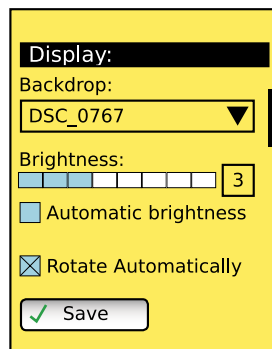 Display:
Backdrop:
DSC_0767
Brightness:
3
Automatic brightness
Rotate Automatically
Save